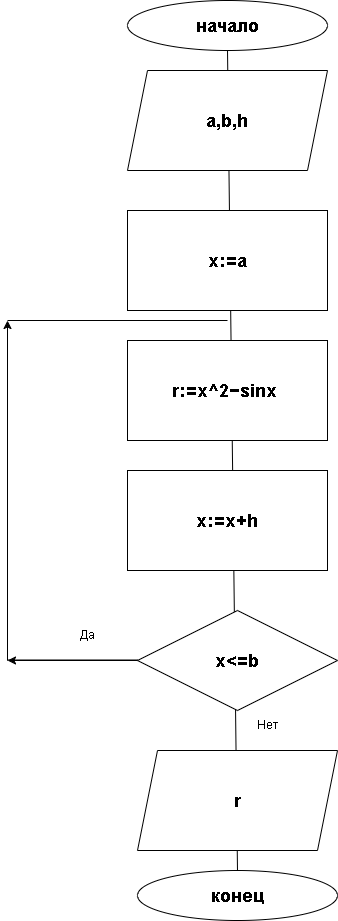 начало
a,b,h
x:=a
r:=x^2−sinx
x:=x+h
Да
x<=b
Нет
r
конец